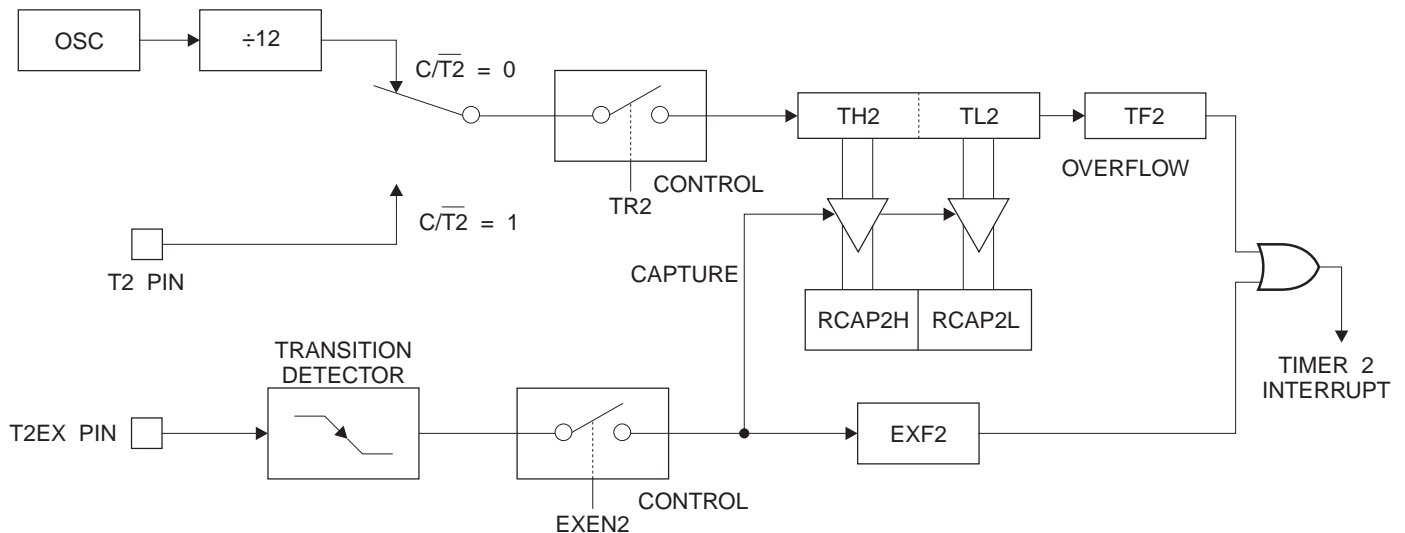 OSC
÷12
C/T2̅ = 0
TH2
TL2
TF2
OVERFLOW
CONTROL
TR2
C/T2̅ = 1
T2 PIN
CAPTURE
RCAP2H
RCAP2L
TRANSITION
DETECTOR
TIMER 2
INTERRUPT
T2EX PIN
EXF2
CONTROL
EXEN2